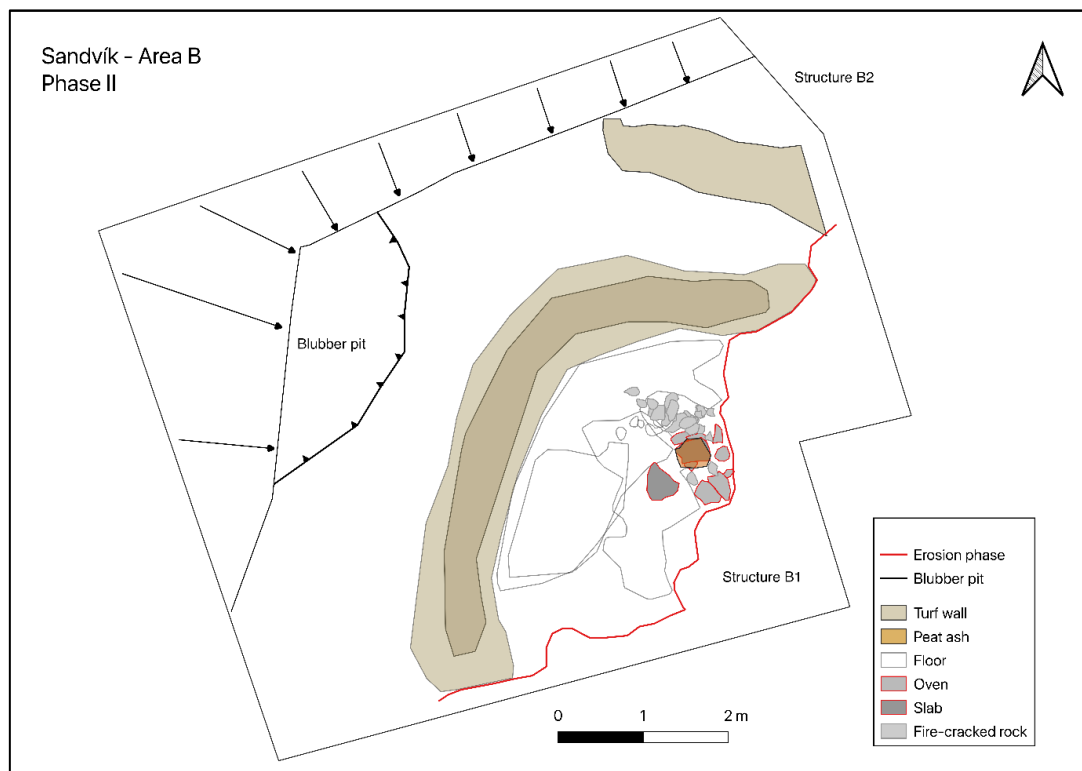 Sandvík - Area B
Phase II
Structure B2
Blubber pit
Structure B1
Erosion phase
Blubber pit
Turf wall
Peat ash
Floor
Oven
Slab
Fire-cracked rock
0 1 2 m